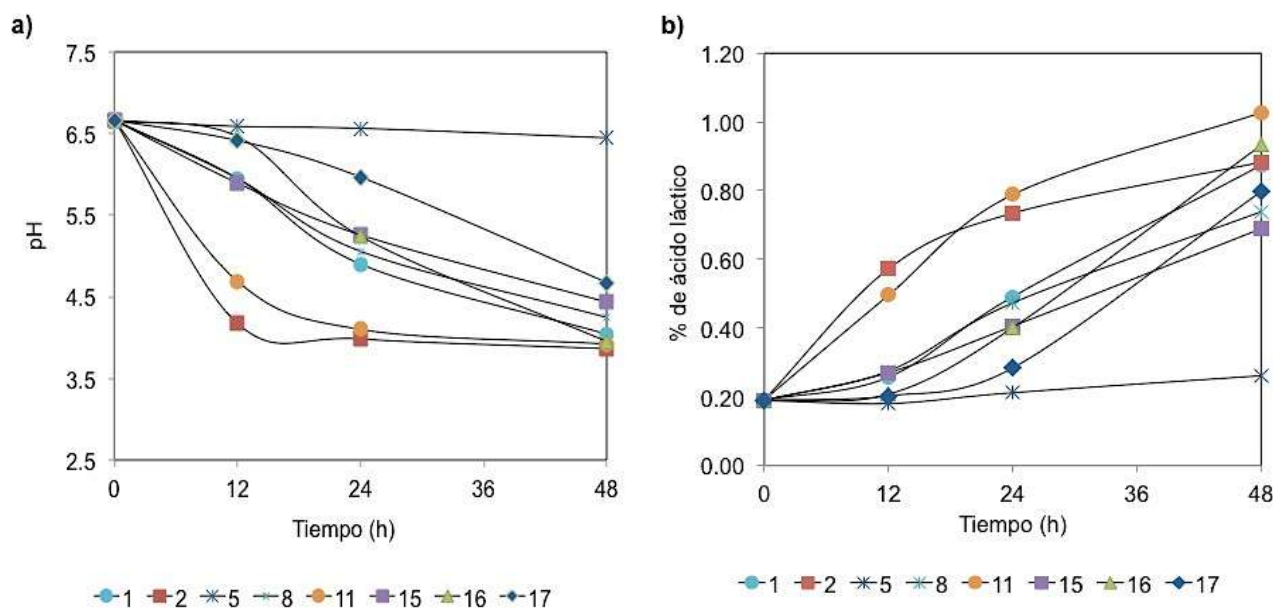 a)
7.5
6.5
5.5
4.5
3.5
2.5
pH
0 12 24 36 48
Tiempo (h)
1 2 5 8 11 15 16 17
b)
1.20
1.00
0.80
0.60
0.40
0.20
0.00
% de ácido láctico
0 12 24 36 48
Tiempo (h)
1 2 5 8 11 15 16 17